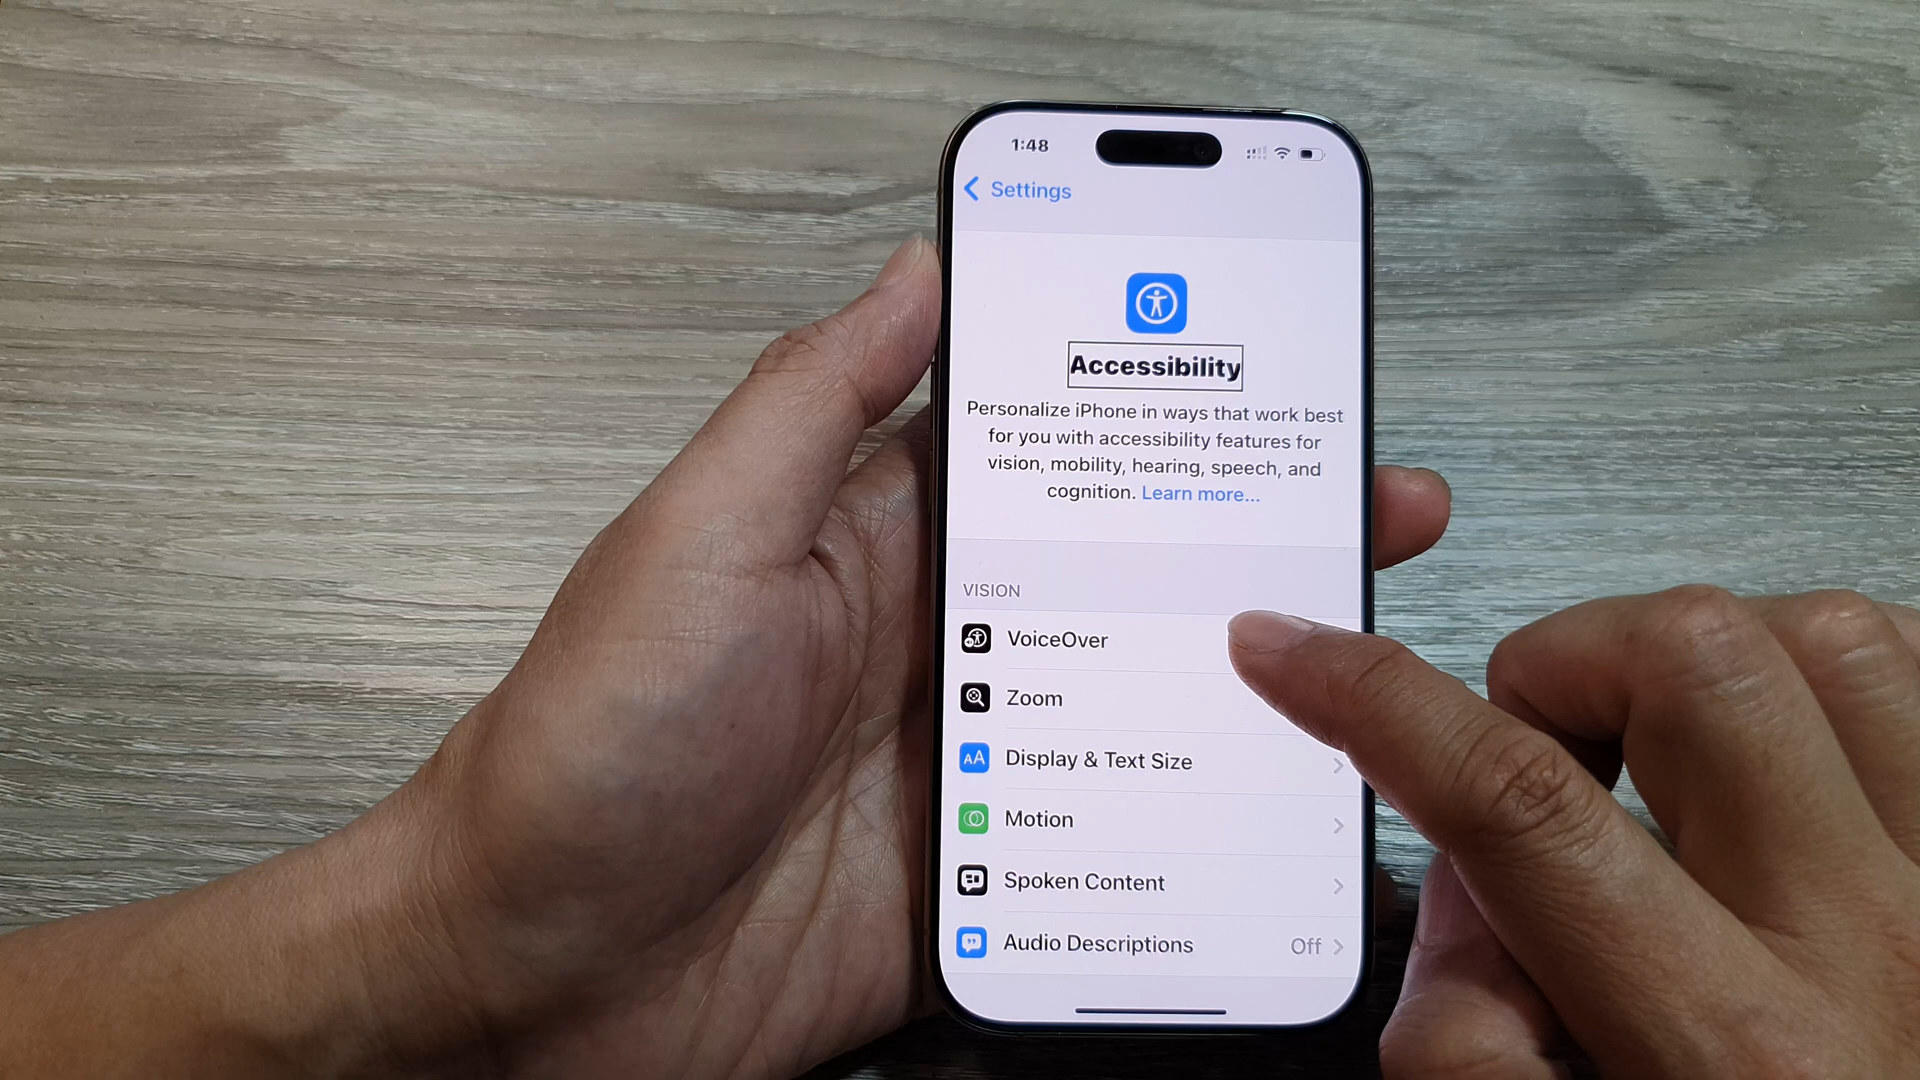 1:48
Settings
Accessibility
Personalize iPhone in ways that work best
for you with accessibility features for
vision, mobility, hearing, speech, and
cognition. Learn more...
VISION
VoiceOver
Zoom
AA Display & Text Size
Motion
Spoken Content
Audio Descriptions Off